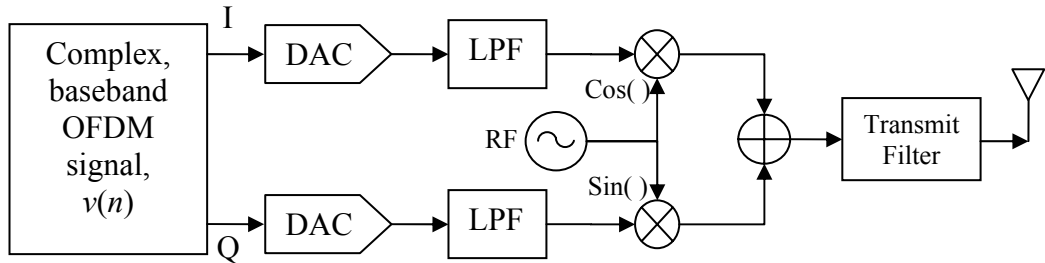 I
Complex,
baseband
OFDM
signal,
v(n)
DAC
LPF
Cos( )
RF
Sin( )
Transmit
Filter
Q
DAC
LPF